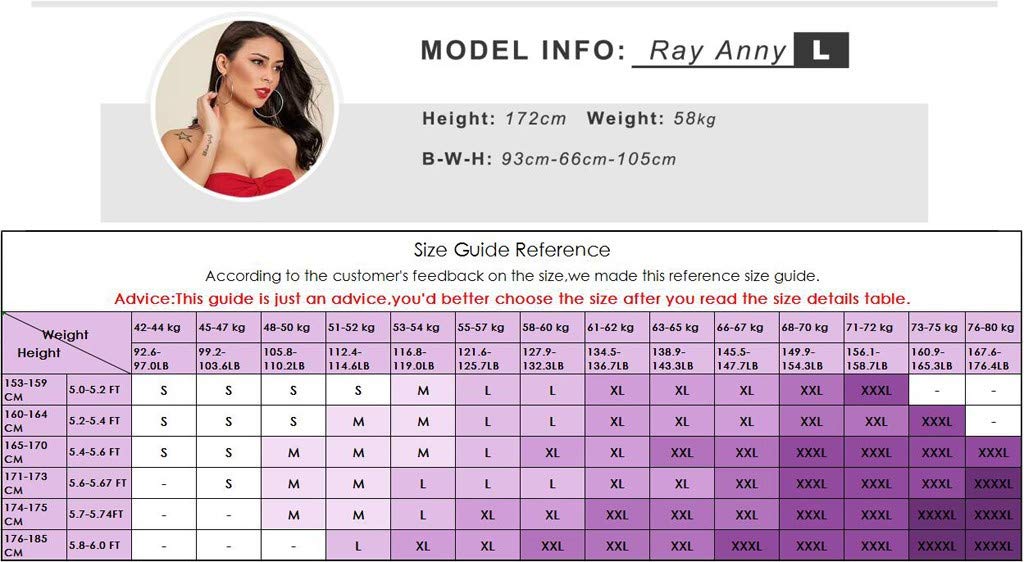 MODEL INFO: Ray Anny L
Height: 172cm Weight: 58kg
B-W-H: 93cm-66cm-105cm
Size Guide Reference
According to the customer's feedback on the size,we made this reference size guide.
Advice:This guide is just an advice,you'd better choose the size after you read the size details table.
Weight 42-44 kg 45-47 kg 48-50 kg 51-52 kg 53-54 kg 55-57 kg 58-60 kg 61-62 kg 63-65 kg 66-67 kg 68-70 kg 71-72 kg 73-75 kg 76-80 kg
Height 92.6- 99.2- 105.8- 112.4- 116.8- 121.6- 127.9- 134.5- 138.9- 145.5- 149.9- 156.1- 160.9- 167.6-
97.0LB 103.6LB 110.2LB 114.6LB 119.0LB 125.7LB 132.3LB 136.7LB 143.3LB 147.7LB 154.3LB 158.7LB 165.3LB 176.4LB
153-159
CM 5.0-5.2 FT S S S S M L L XL XL XL XXL XXXL - -
160-164
CM 5.2-5.4 FT S S S M M L L XL XL XL XXL XXL XXXL -
165-170
CM 5.4-5.6 FT S S M M M L XL XL XXL XXL XXXL XXXL XXXL XXXL
171-173
CM 5.6-5.67 FT - S M M L L L XL XL XXL XXXL XXXL XXXL XXXXL
174-175
CM 5.7-5.74FT - - M M L XL XL XXL XXL XXL XXXL XXXL XXXXL XXXXL
176-185
CM 5.8-6.0 FT - - - L XL XL XXL XXL XXL XXXL XXXL XXXL XXXXL XXXXL